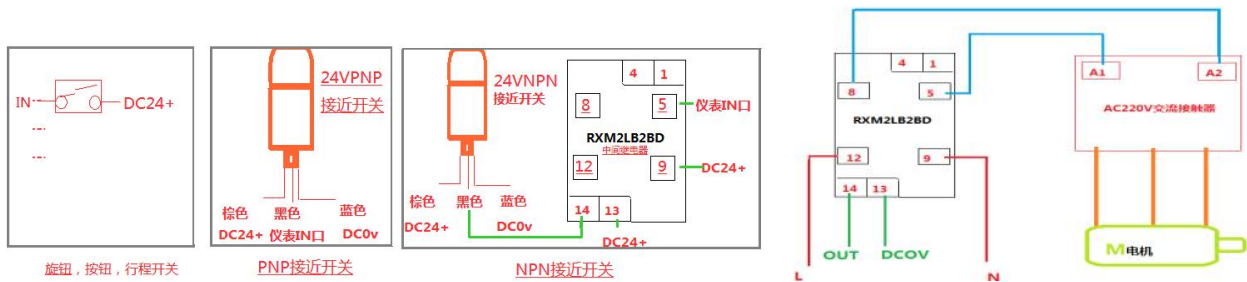 IN
DC24+
旋钮，按钮，行程开关
24VPNP
接近开关
棕色 黑色 蓝色
DC24+ 仪表IN口 DC0v
PNP接近开关
24VNPN
接近开关
棕色 黑色 蓝色
DC24+ DC0v
4 1
8 5 仪表IN口
RXM2LB2BD
中间继电器
12 9 DC24+
14 13
DC24+
NPN接近开关
4 1
8 5
RXM2LB2BD
12 9
14 13
OUT DCOV
L N
A1 A2
AC220V交流接触器
M电机